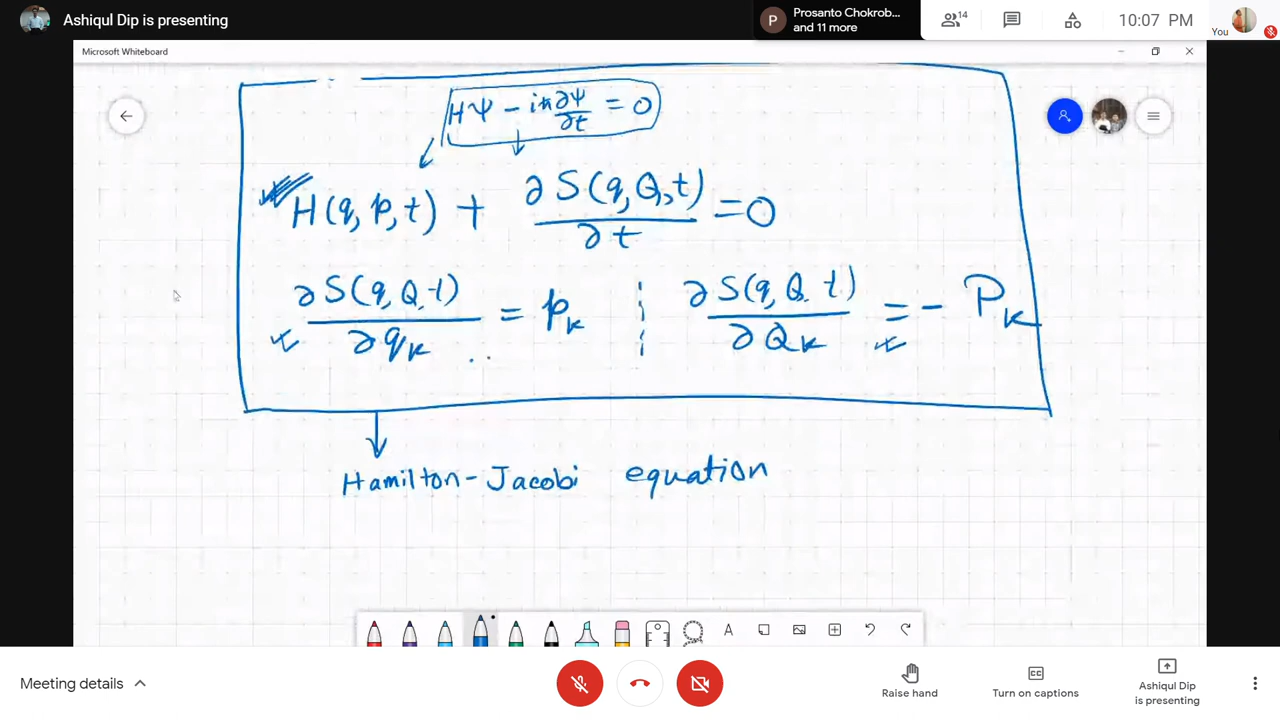 Ashiqul Dip is presenting
P
Prosanto Chokrob...
and 11 more
14
10:07 PM
You
Microsoft Whiteboard
HΨ - iħ ∂Ψ/∂t = 0
H(q, p, t) + ∂S(q, Q, t)/∂t = 0
∂S(q, Q, t)/∂q_k = p_k ¦ ∂S(q, Q, t)/∂Q_k = - P_k
Hamilton-Jacobi equation
A
Meeting details
Raise hand
Turn on captions
Ashiqul Dip
is presenting